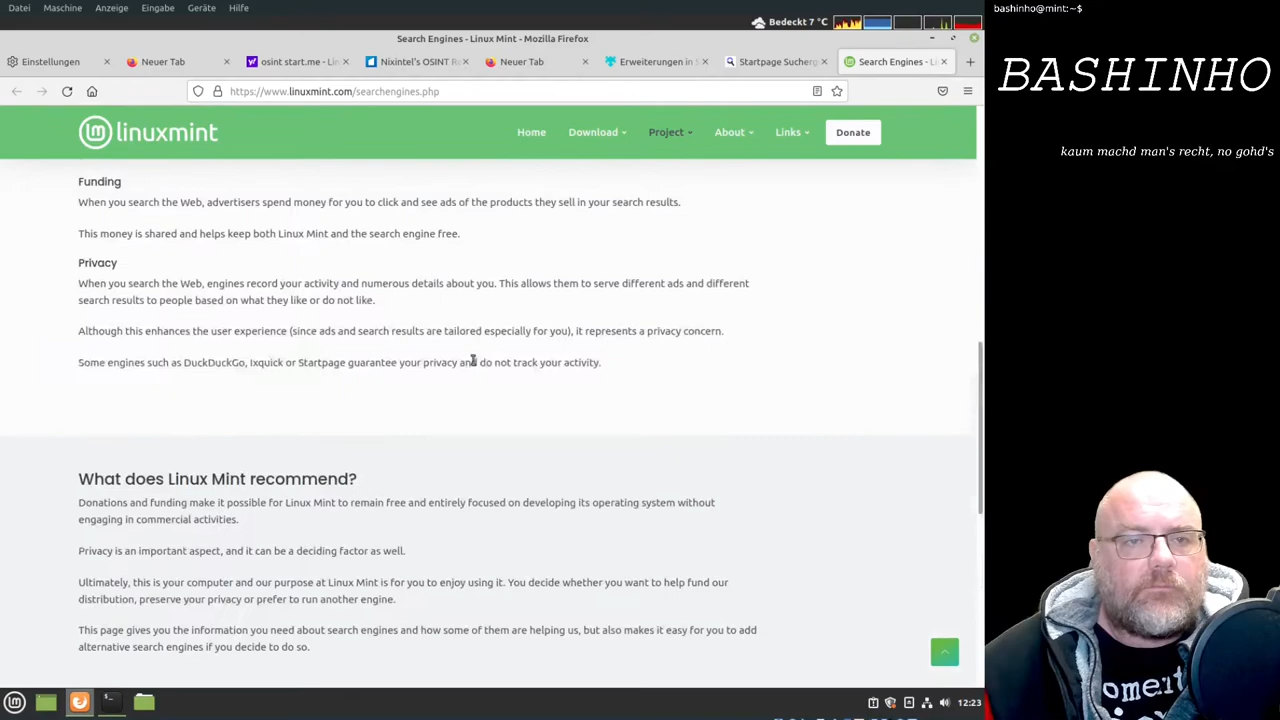 Datei Maschine Anzeige Eingabe Geräte Hilfe
bashinho@mint:~$
Bedeckt 7 °C
Search Engines - Linux Mint - Mozilla Firefox
Einstellungen
Neuer Tab
osint start.me - Lin
Nixintel's OSINT Re
Neuer Tab
Erweiterungen in S
Startpage Sucherg
Search Engines - Li
https://www.linuxmint.com/searchengines.php
BASHINHO
kaum machd man's recht, no gohd's
linuxmint
Home Download Project About Links Donate
Funding
When you search the Web, advertisers spend money for you to click and see ads of the products they sell in your search results.
This money is shared and helps keep both Linux Mint and the search engine free.
Privacy
When you search the Web, engines record your activity and numerous details about you. This allows them to serve different ads and different
search results to people based on what they like or do not like.
Although this enhances the user experience (since ads and search results are tailored especially for you), it represents a privacy concern.
Some engines such as DuckDuckGo, Ixquick or Startpage guarantee your privacy and do not track your activity.
What does Linux Mint recommend?
Donations and funding make it possible for Linux Mint to remain free and entirely focused on developing its operating system without
engaging in commercial activities.
Privacy is an important aspect, and it can be a deciding factor as well.
Ultimately, this is your computer and our purpose at Linux Mint is for you to enjoy using it. You decide whether you want to help fund our
distribution, preserve your privacy or prefer to run another engine.
This page gives you the information you need about search engines and how some of them are helping us, but also makes it easy for you to add
alternative search engines if you decide to do so.
12:23